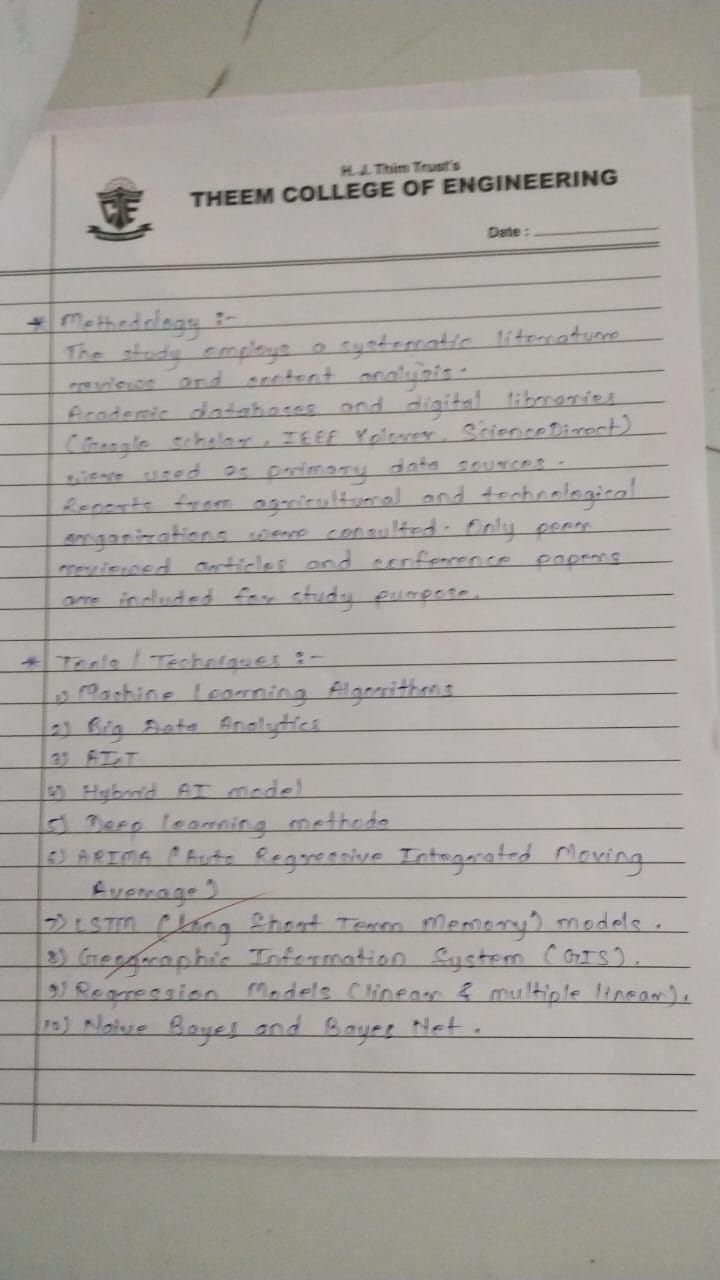 H. J. Thim Trust's
THEEM COLLEGE OF ENGINEERING
Date :
* Methodology :-
The study employs a systematic literature
reviews and content analysis.
Academic databases and digital libraries
(Google Scholar, IEEE Xplorer, ScienceDirect)
were used as primary data sources.
Reports from agricultural and technological
organizations were consulted. Only peer
reviewed articles and conference papers
are included for study purpose.
* Tools / Techniques :-
1) Machine Learning Algorithms
2) Big Data Analytics
3) AIoT
4) Hybrid AI model
5) Deep learning methods
6) ARIMA (Auto Regressive Integrated Moving
Average)
7) LSTM (Long Short Term Memory) models.
8) Geographic Information System (GIS).
9) Regression Models (linear & multiple linear).
10) Naive Bayes and Bayes Net.